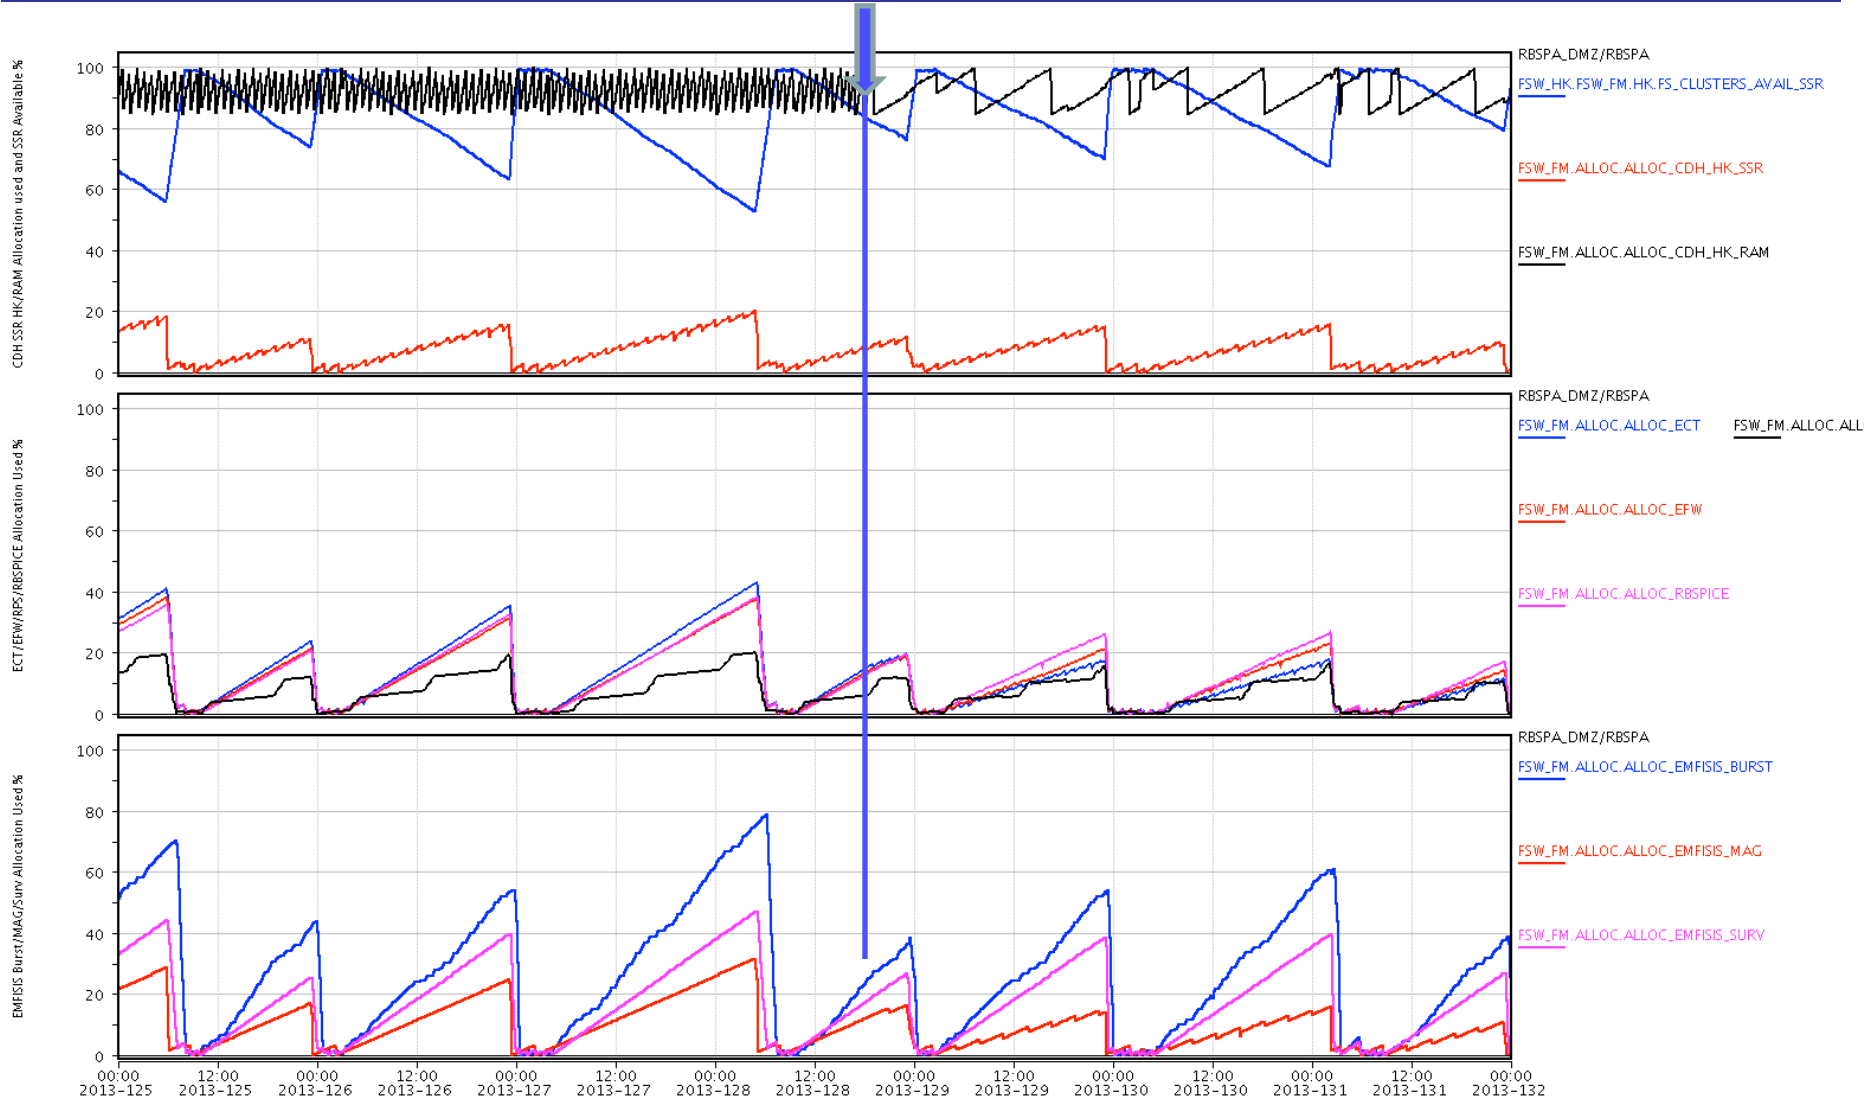 CDH SSR HK/RAM Allocation used and SSR Available %
100
80
60
40
20
0
RBSPA_DMZ/RBSPA
FSW_HK.FSW_FM.HK.FS_CLUSTERS_AVAIL_SSR
FSW_FM.ALLOC.ALLOC_CDH_HK_SSR
FSW_FM.ALLOC.ALLOC_CDH_HK_RAM
ECT/EFW/RPS/RBSPICE Allocation Used %
100
80
60
40
20
0
RBSPA_DMZ/RBSPA
FSW_FM.ALLOC.ALLOC_ECT FSW_FM.ALLOC.ALL
FSW_FM.ALLOC.ALLOC_EFW
FSW_FM.ALLOC.ALLOC_RBSPICE
EMFISIS Burst/MAG/Surv Allocation Used %
100
80
60
40
20
0
RBSPA_DMZ/RBSPA
FSW_FM.ALLOC.ALLOC_EMFISIS_BURST
FSW_FM.ALLOC.ALLOC_EMFISIS_MAG
FSW_FM.ALLOC.ALLOC_EMFISIS_SURV
00:00 12:00 00:00 12:00 00:00 12:00 00:00 12:00 00:00 12:00 00:00 12:00 00:00 12:00 00:00
2013-125 2013-125 2013-126 2013-126 2013-127 2013-127 2013-128 2013-128 2013-129 2013-129 2013-130 2013-130 2013-131 2013-131 2013-132